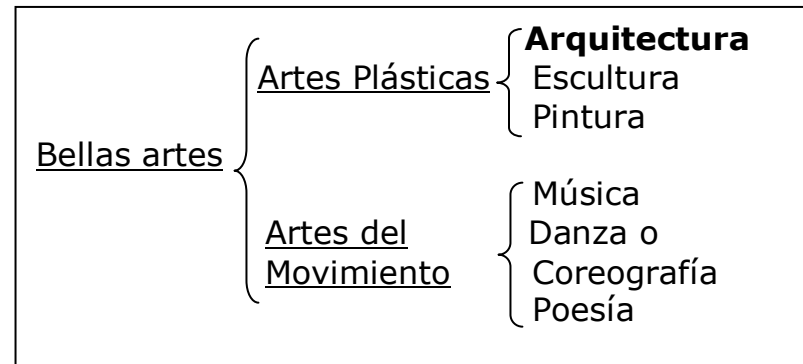 Bellas artes
Artes Plásticas
Arquitectura
Escultura
Pintura
Artes del
Movimiento
Música
Danza o
Coreografía
Poesía